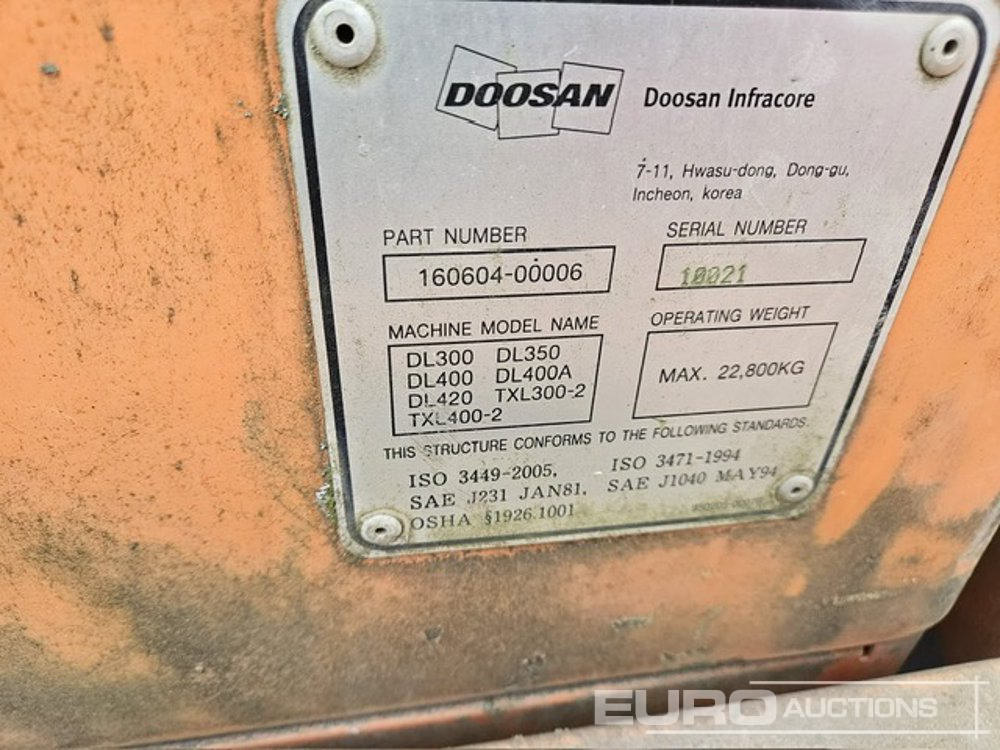 DOOSAN Doosan Infracore
7-11, Hwasu-dong, Dong-gu,
Incheon, korea
PART NUMBER
160604-00006
SERIAL NUMBER
10021
MACHINE MODEL NAME
DL300 DL350
DL400 DL400A
DL420 TXL300-2
TXL400-2
OPERATING WEIGHT
MAX. 22,800KG
THIS STRUCTURE CONFORMS TO THE FOLLOWING STANDARDS.
ISO 3449-2005, ISO 3471-1994
SAE J231 JAN81, SAE J1040 MAY94
OSHA §1926.1001
EURO AUCTIONS